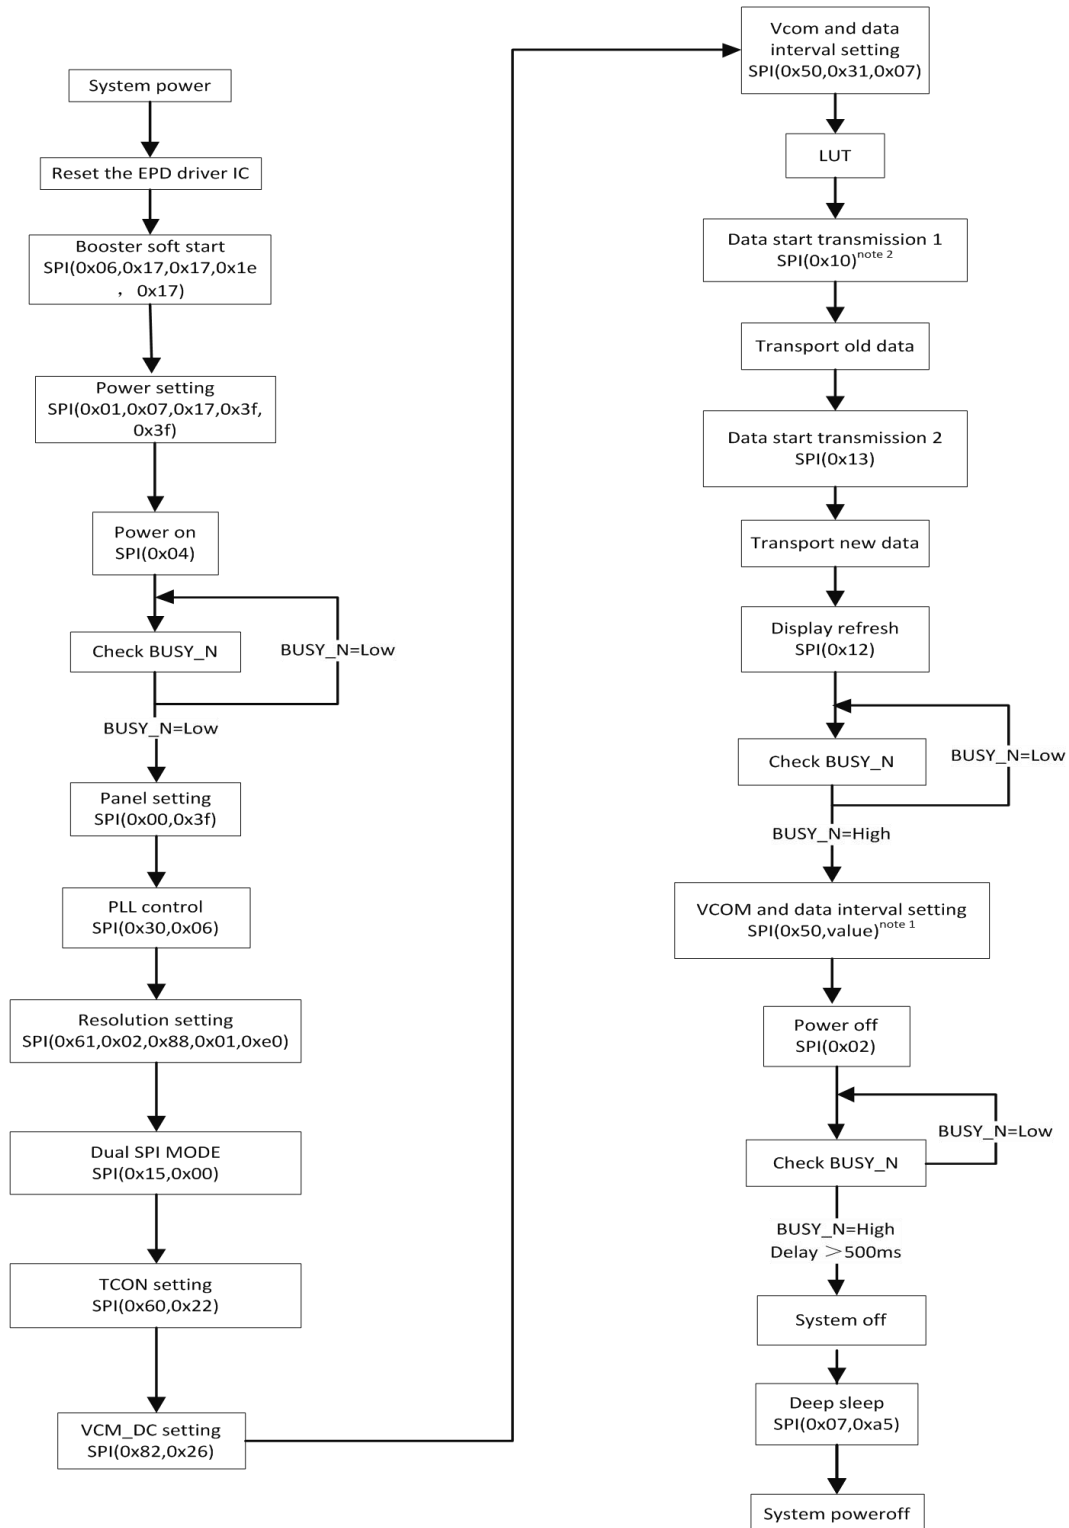 System power
Reset the EPD driver IC
Booster soft start
SPI(0x06,0x17,0x17,0x1e
， 0x17)
Power setting
SPI(0x01,0x07,0x17,0x3f,
0x3f)
Power on
SPI(0x04)
Check BUSY_N
BUSY_N=Low
BUSY_N=Low
Panel setting
SPI(0x00,0x3f)
PLL control
SPI(0x30,0x06)
Resolution setting
SPI(0x61,0x02,0x88,0x01,0xe0)
Dual SPI MODE
SPI(0x15,0x00)
TCON setting
SPI(0x60,0x22)
VCM_DC setting
SPI(0x82,0x26)
Vcom and data
interval setting
SPI(0x50,0x31,0x07)
LUT
Data start transmission 1
SPI(0x10)note 2
Transport old data
Data start transmission 2
SPI(0x13)
Transport new data
Display refresh
SPI(0x12)
Check BUSY_N
BUSY_N=Low
BUSY_N=High
VCOM and data interval setting
SPI(0x50,value)note 1
Power off
SPI(0x02)
Check BUSY_N
BUSY_N=Low
BUSY_N=High
Delay ＞500ms
System off
Deep sleep
SPI(0x07,0xa5)
System poweroff